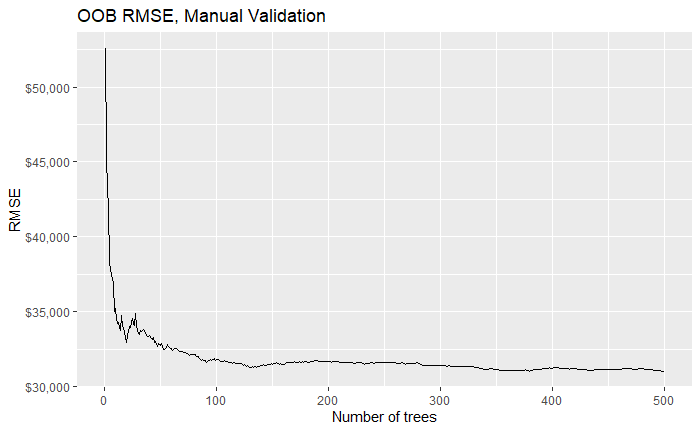 OOB RMSE, Manual Validation
RMSE
$50,000
$45,000
$40,000
$35,000
$30,000
0 100 200 300 400 500
Number of trees